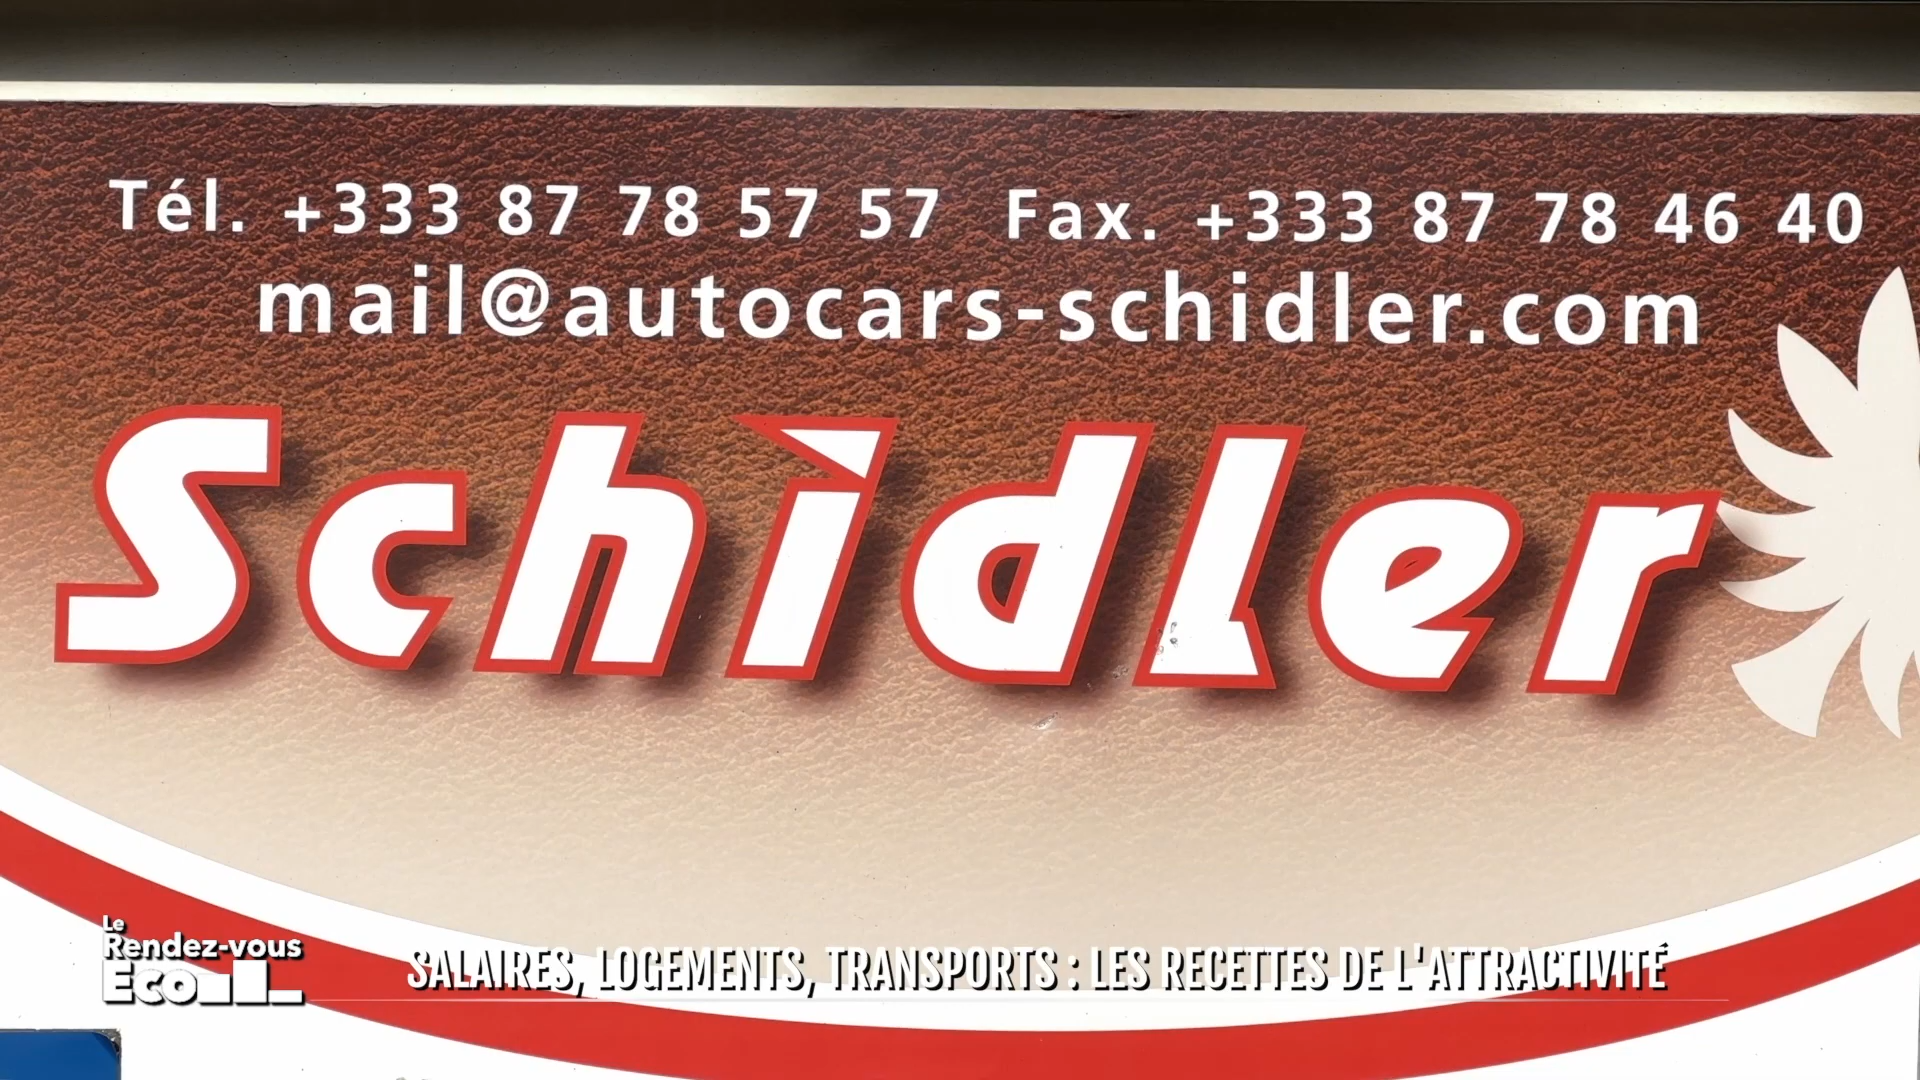 Tél. +333 87 78 57 57 Fax. +333 87 78 46 40
mail@autocars-schidler.com
Schidler
Le
Rendez-vous
Eco
SALAIRES, LOGEMENTS, TRANSPORTS : LES RECETTES DE L'ATTRACTIVITÉ